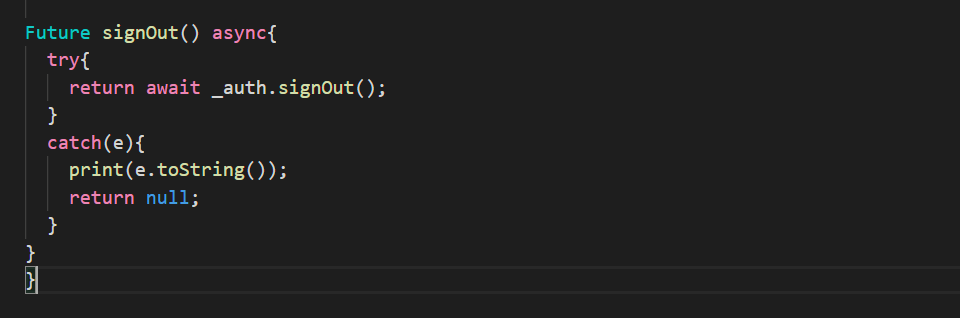 Future signOut() async{
  try{
    return await _auth.signOut();
  }
  catch(e){
    print(e.toString());
    return null;
  }
}
}